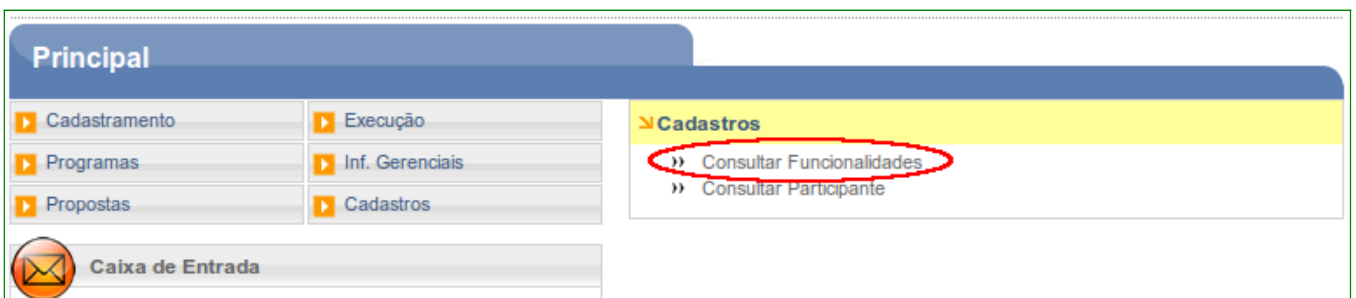 Principal
Cadastramento
Execução
Programas
Inf. Gerenciais
Propostas
Cadastros
Cadastros
Consultar Funcionalidades
Consultar Participante
Caixa de Entrada